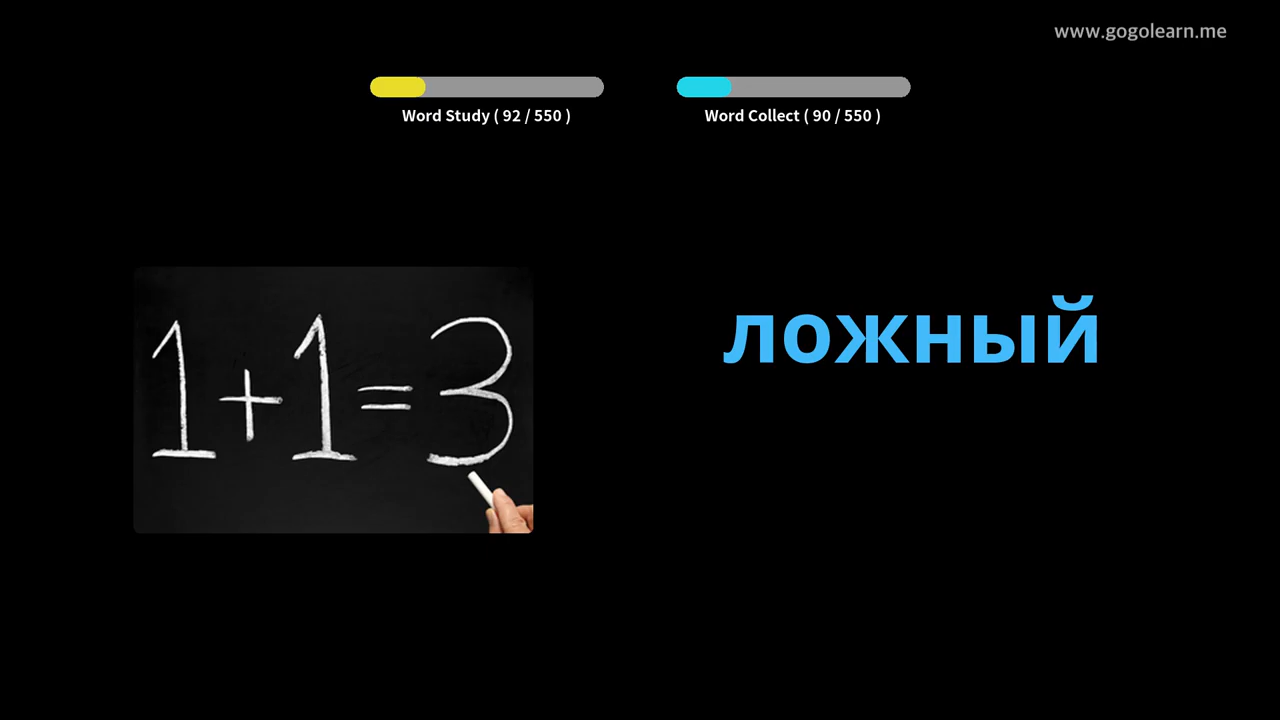 www.gogolearn.me
Word Study ( 92 / 550 )
Word Collect ( 90 / 550 )
1+1=3
ложный